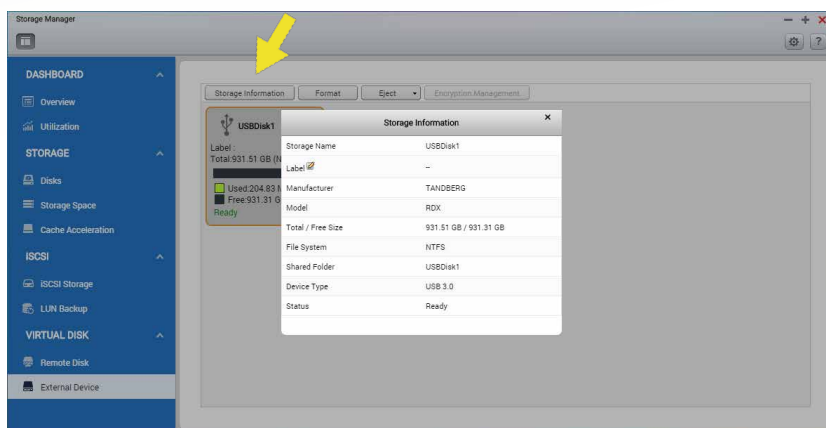 Storage Manager
?
DASHBOARD
Overview
Utilization
STORAGE
Disks
Storage Space
Cache Acceleration
iSCSI
iSCSI Storage
LUN Backup
VIRTUAL DISK
Remote Disk
External Device
Storage Information Format Eject Encryption Management
USBDisk1
Label :
Total:931.51 GB (N
Used:204.83 M
Free:931.31 G
Ready
Storage Information ×
Storage Name USBDisk1
Label --
Manufacturer TANDBERG
Model RDX
Total / Free Size 931.51 GB / 931.31 GB
File System NTFS
Shared Folder USBDisk1
Device Type USB 3.0
Status Ready